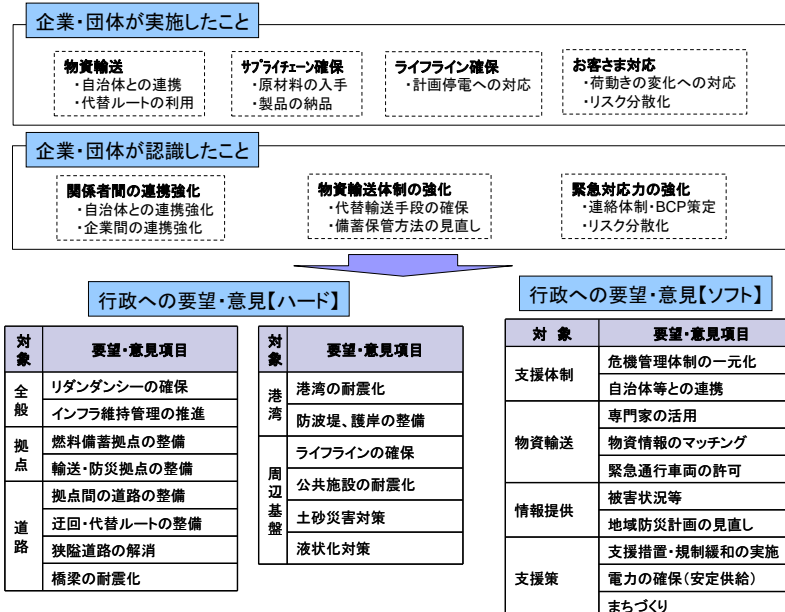 企業・団体が実施したこと
物資輸送
・自治体との連携
・代替ルートの利用
サプライチェーン確保
・原材料の入手
・製品の納品
ライフライン確保
・計画停電への対応
お客さま対応
・荷動きの変化への対応
・リスク分散化
企業・団体が認識したこと
関係者間の連携強化
・自治体との連携強化
・企業間の連携強化
物資輸送体制の強化
・代替輸送手段の確保
・備蓄保管方法の見直し
緊急対応力の強化
・連絡体制・BCP策定
・リスク分散化
行政への要望・意見【ハード】
対象 要望・意見項目
全般
リダンダンシーの確保
インフラ維持管理の推進
拠点
燃料備蓄拠点の整備
輸送・防災拠点の整備
道路
拠点間の道路の整備
迂回・代替ルートの整備
狭隘道路の解消
橋梁の耐震化
対象 要望・意見項目
港湾
港湾の耐震化
防波堤、護岸の整備
周辺基盤
ライフラインの確保
公共施設の耐震化
土砂災害対策
液状化対策
行政への要望・意見【ソフト】
対 象 要望・意見項目
支援体制
危機管理体制の一元化
自治体等との連携
物資輸送
専門家の活用
物資情報のマッチング
緊急通行車両の許可
情報提供
被害状況等
地域防災計画の見直し
支援策
支援措置・規制緩和の実施
電力の確保(安定供給)
まちづくり